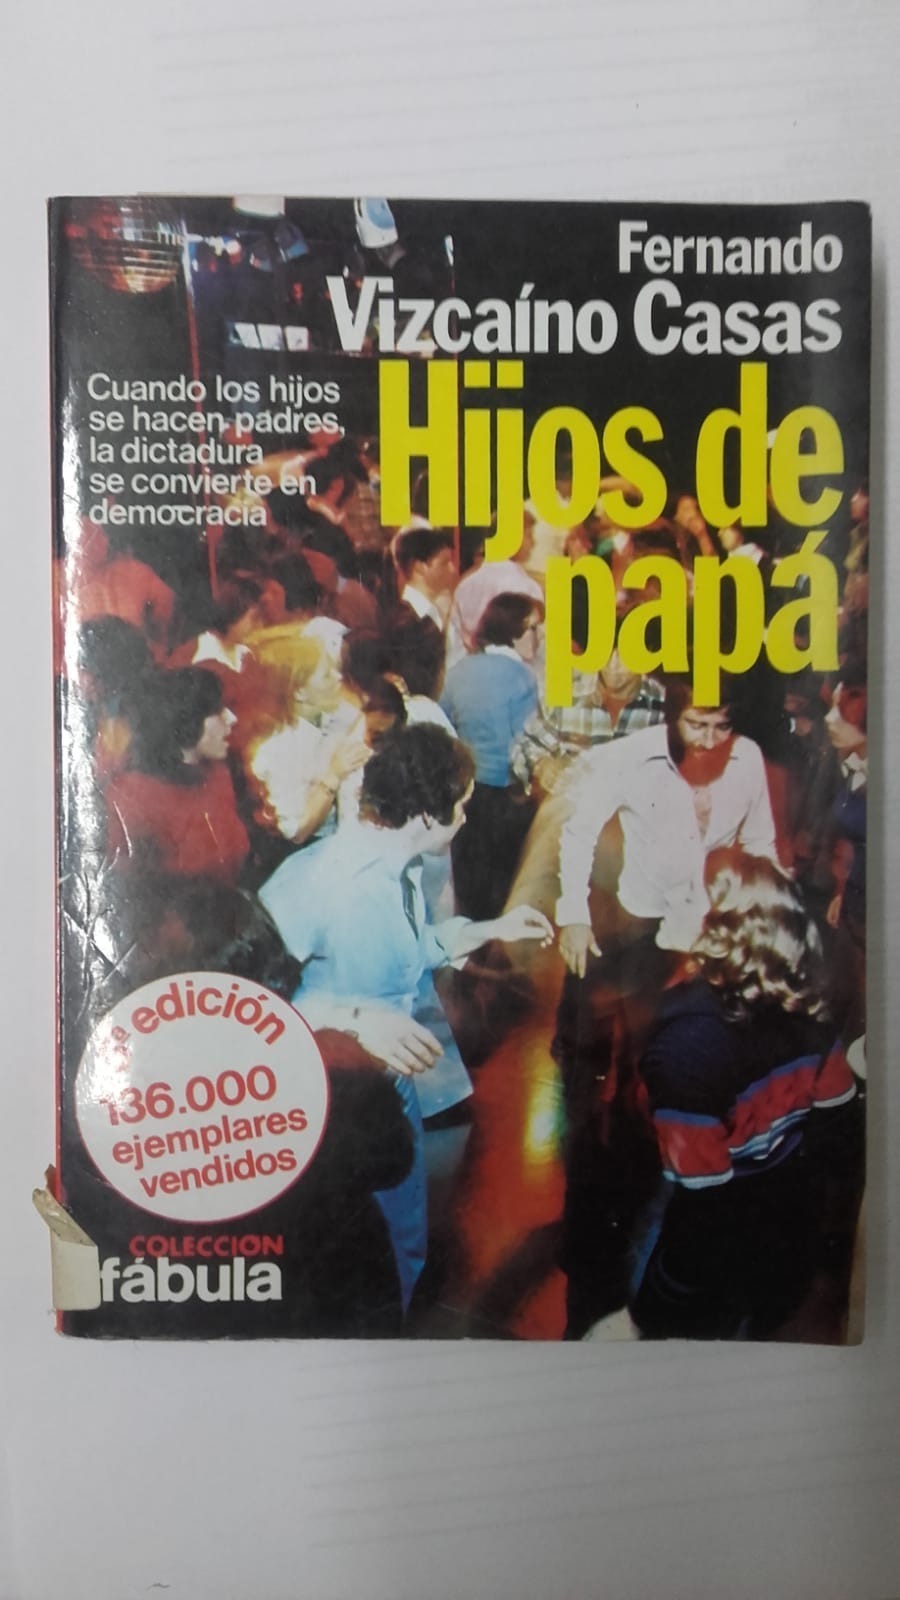 Fernando
Vizcaíno Casas
Hijos de
papá
Cuando los hijos
se hacen padres,
la dictadura
se convierte en
democracia
edición
136.000
ejemplares
vendidos
COLECCIÓN
fábula